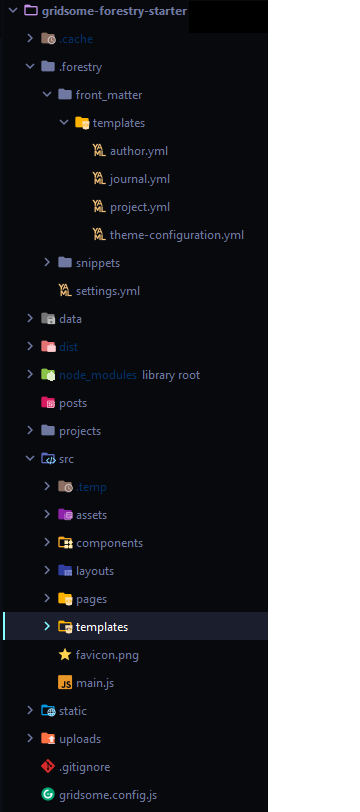 gridsome-forestry-starter
.cache
.forestry
front_matter
templates
author.yml
journal.yml
project.yml
theme-configuration.yml
snippets
settings.yml
data
dist
node_modules library root
posts
projects
src
.temp
assets
components
layouts
pages
templates
favicon.png
main.js
static
uploads
.gitignore
gridsome.config.js